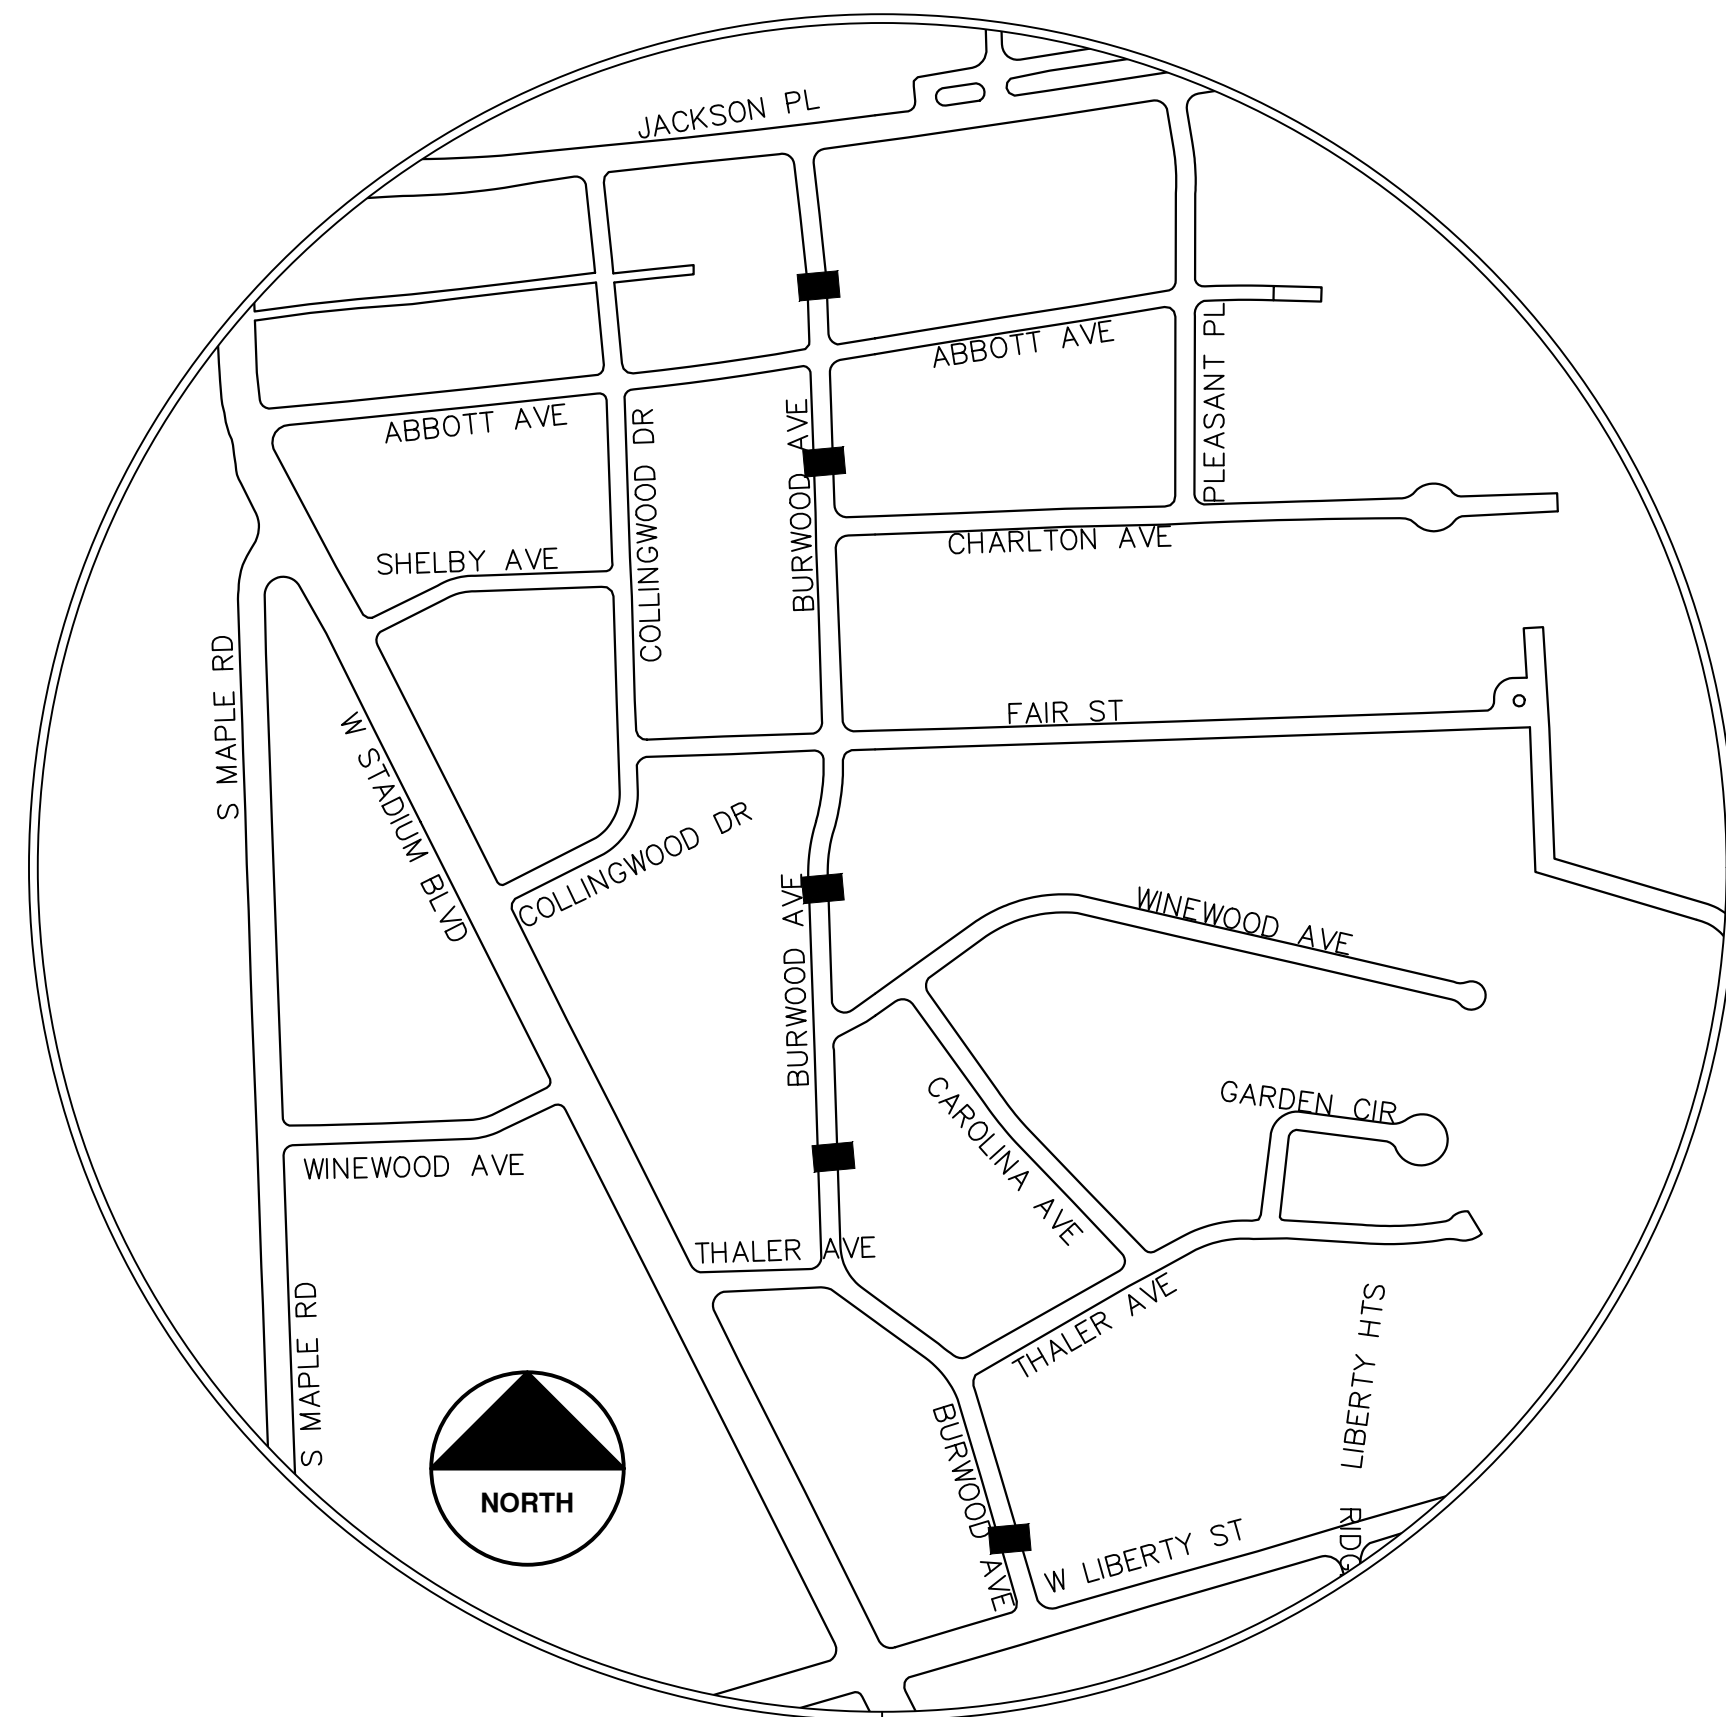 JACKSON PL
ABBOTT AVE
ABBOTT AVE
PLEASANT PL
COLLINGWOOD DR
BURWOOD AVE
SHELBY AVE
CHARLTON AVE
S MAPLE RD
W STADIUM BLVD
FAIR ST
COLLINGWOOD DR
BURWOOD AVE
WINEWOOD AVE
CAROLINA AVE
GARDEN CIR
WINEWOOD AVE
THALER AVE
THALER AVE
S MAPLE RD
LIBERTY HTS
BURWOOD AVE
NORTH
W LIBERTY ST
RIDG